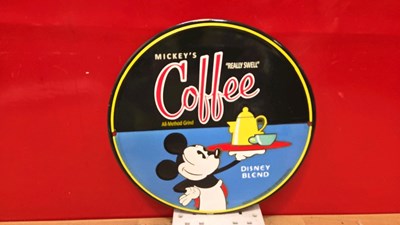 MICKEY'S
"REALLY SWELL"
Coffee
All-Method Grind
DISNEY
BLEND